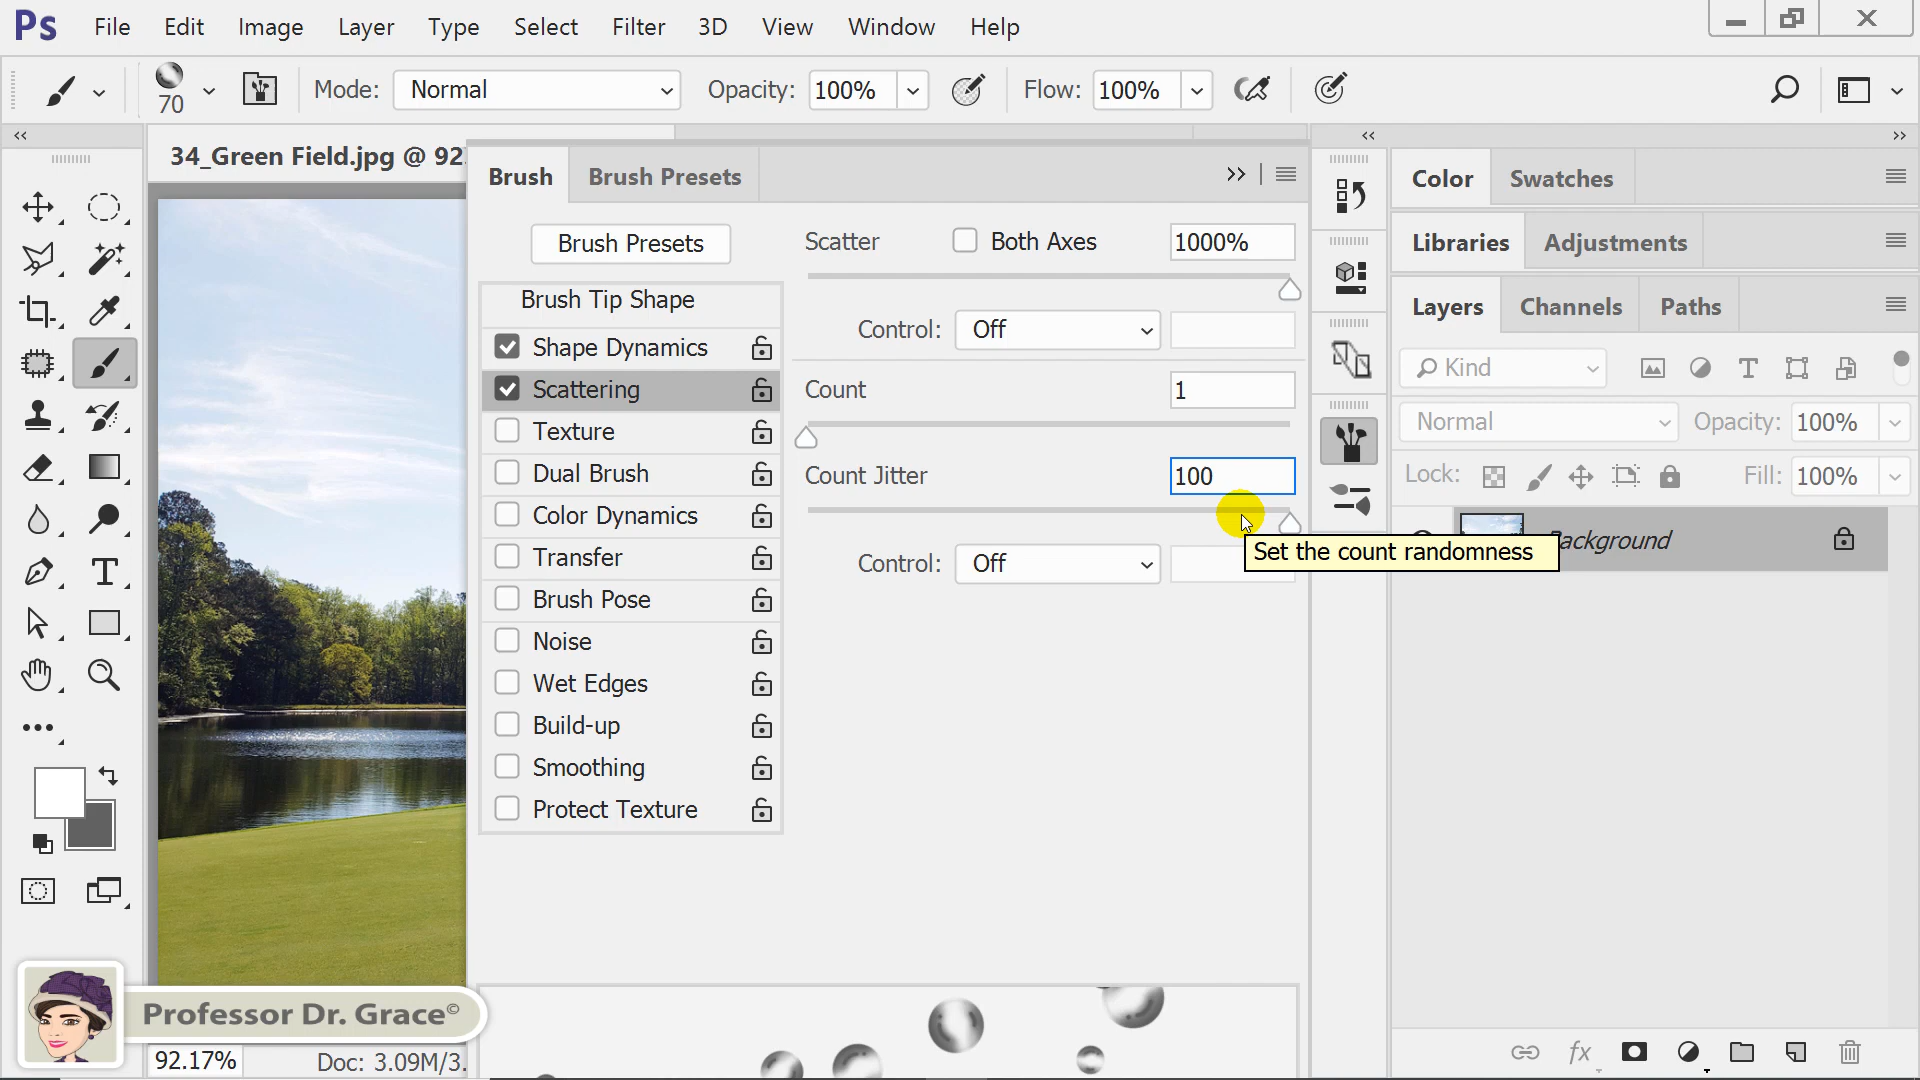 Ps File Edit Image Layer Type Select Filter 3D View Window Help
70 Mode: Normal Opacity: 100% Flow: 100%
34_Green Field.jpg @ 92
Brush Brush Presets
Brush Presets
Brush Tip Shape
Shape Dynamics
Scattering
Texture
Dual Brush
Color Dynamics
Transfer
Brush Pose
Noise
Wet Edges
Build-up
Smoothing
Protect Texture
Scatter Both Axes 1000%
Control: Off
Count 1
Count Jitter 100
Control: Off
Set the count randomness
Color Swatches
Libraries Adjustments
Layers Channels Paths
Kind
Normal Opacity: 100%
Lock: Fill: 100%
Background
fx
Professor Dr. Grace©
92.17% Doc: 3.09M/3.